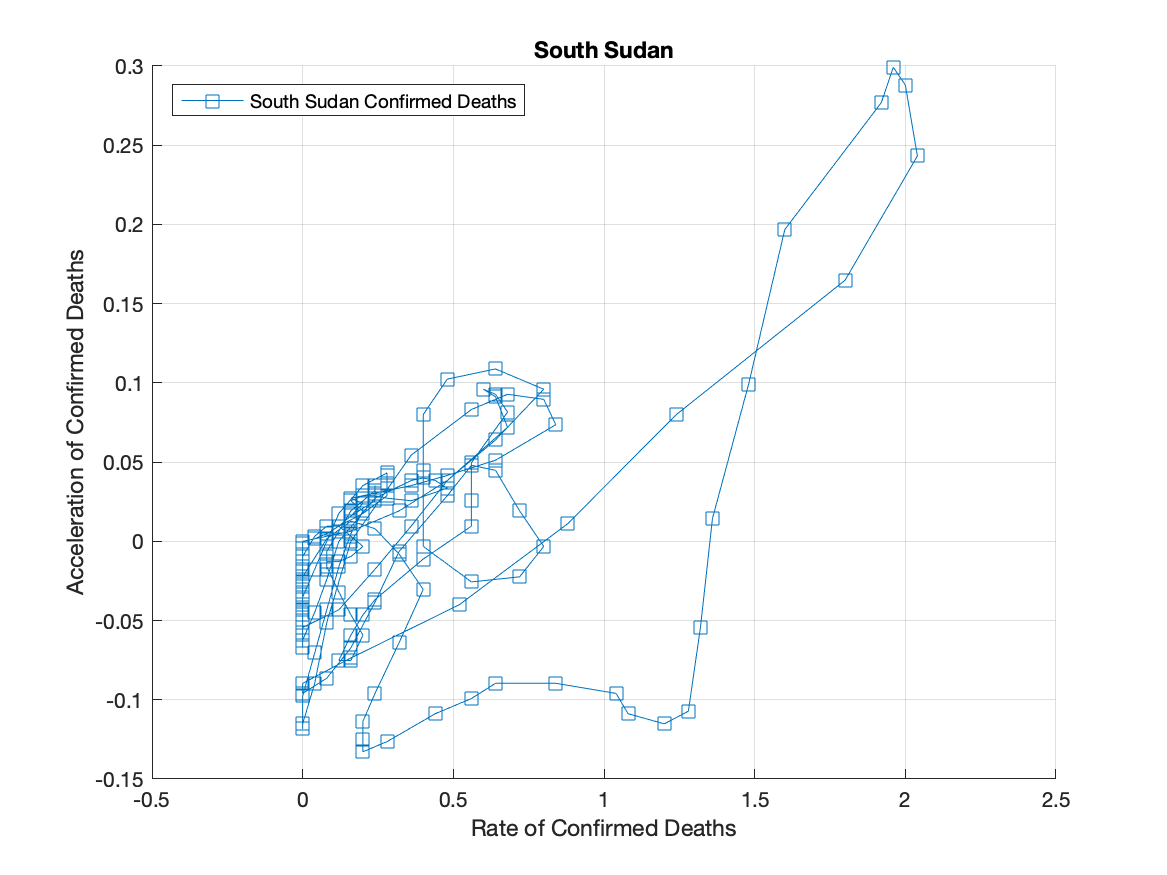 South Sudan
South Sudan Confirmed Deaths
0.3
0.25
0.2
0.15
0.1
0.05
0
-0.05
-0.1
-0.15
Acceleration of Confirmed Deaths
-0.5 0 0.5 1 1.5 2 2.5
Rate of Confirmed Deaths